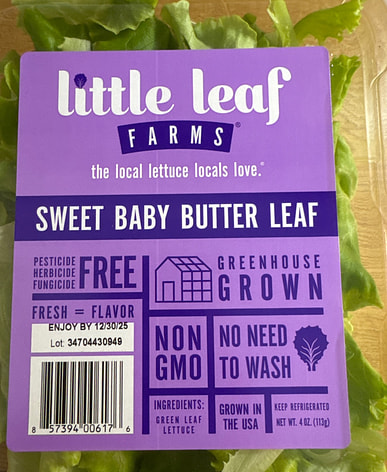 little leaf
FARMS®
the local lettuce locals love.®
SWEET BABY BUTTER LEAF
PESTICIDE
HERBICIDE
FUNGICIDE
FREE
GREENHOUSE
GROWN
FRESH = FLAVOR
ENJOY BY 12/30/25
Lot: 34704430949
NON
GMO
NO NEED
TO WASH
8 57394 00617 6
INGREDIENTS:
GREEN LEAF
LETTUCE
GROWN IN
THE USA
KEEP REFRIGERATED
NET WT. 4 OZ. (113g)